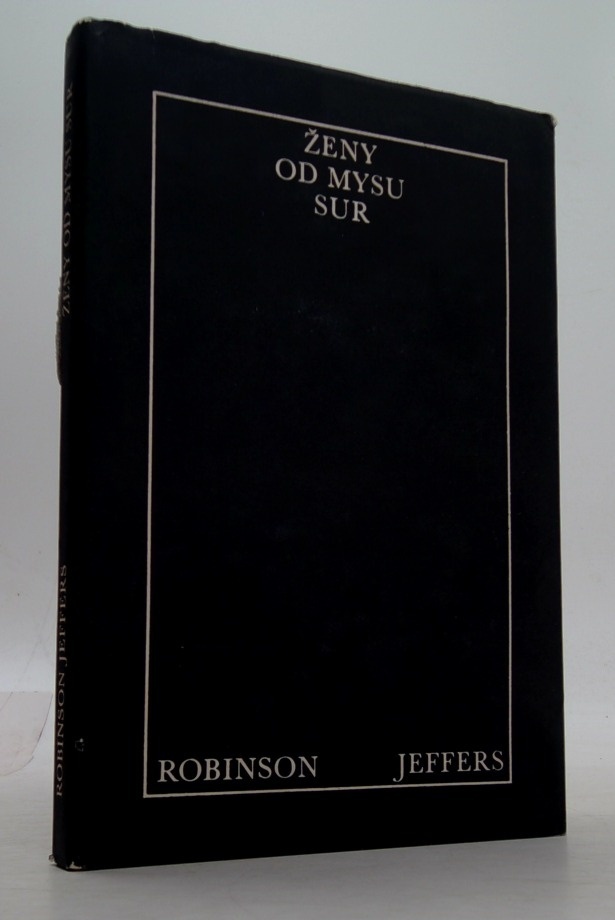 ŽENY
OD MYSU
SUR
ROBINSON JEFFERS
ROBINSON JEFFERS
ŽENY OD MYSU SUR